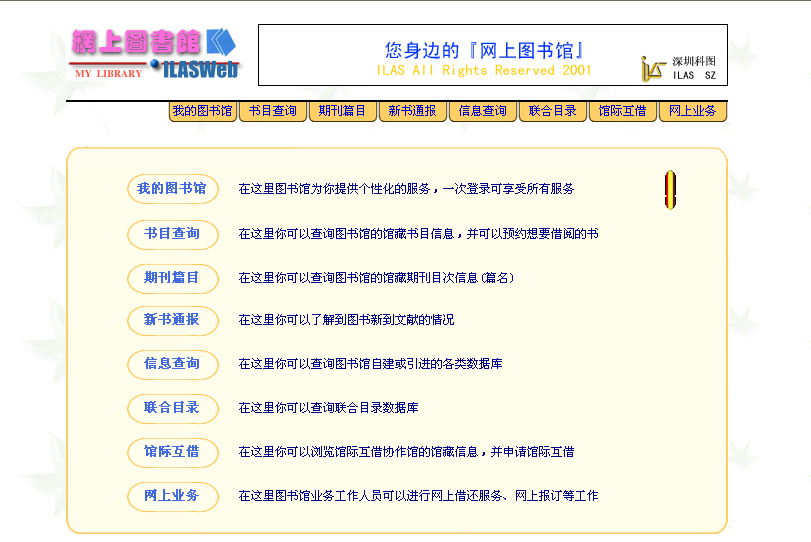 網上圖書館
MY LIBRARY
ILASWeb
您身边的『网上图书馆』
ILAS All Rights Reserved 2001
深圳科图
ILAS SZ
我的图书馆 书目查询 期刊篇目 新书通报 信息查询 联合目录 馆际互借 网上业务
我的图书馆 在这里图书馆为你提供个性化的服务，一次登录可享受所有服务
书目查询 在这里你可以查询图书馆的馆藏书目信息，并可以预约想要借阅的书
期刊篇目 在这里你可以查询图书馆的馆藏期刊目次信息(篇名)
新书通报 在这里你可以了解到图书新到文献的情况
信息查询 在这里你可以查询图书馆自建或引进的各类数据库
联合目录 在这里你可以查询联合目录数据库
馆际互借 在这里你可以浏览馆际互借协作馆的馆藏信息，并申请馆际互借
网上业务 在这里图书馆业务工作人员可以进行网上借还服务、网上报订等工作